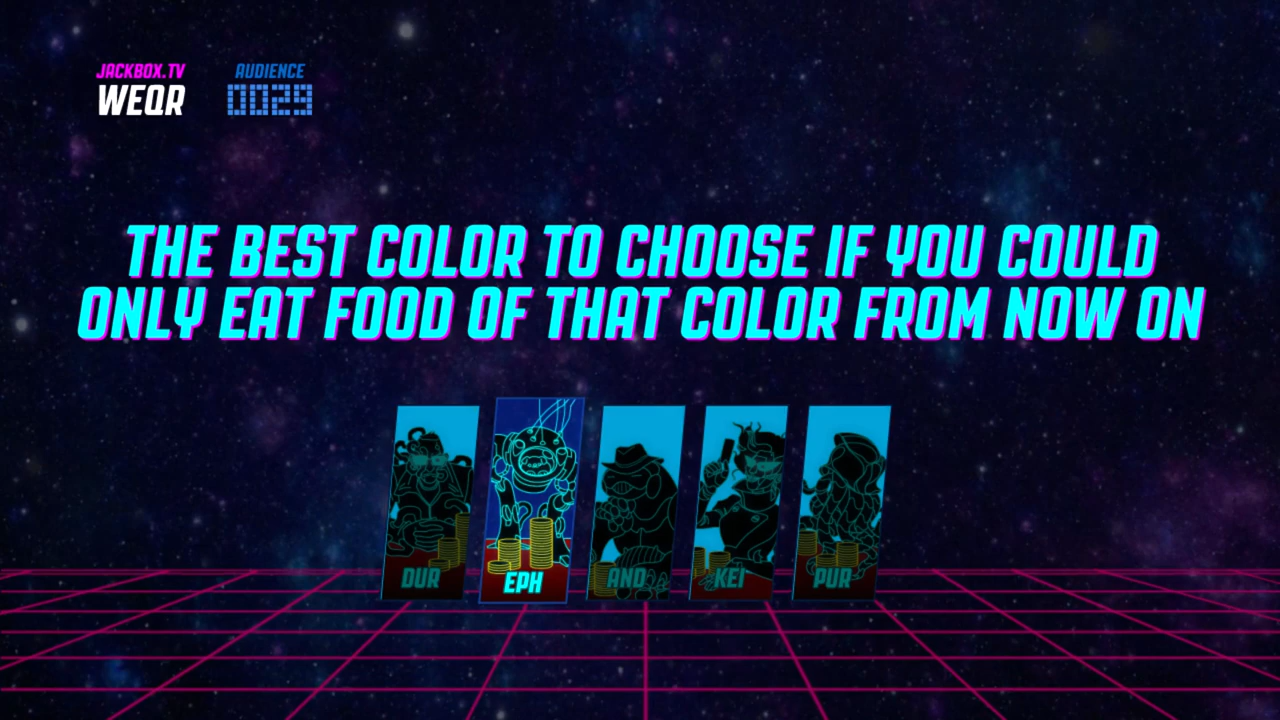 JACKBOX.TV
WEQR
AUDIENCE
0029
THE BEST COLOR TO CHOOSE IF YOU COULD
ONLY EAT FOOD OF THAT COLOR FROM NOW ON
DUR
EPH
AND
KEI
PUR